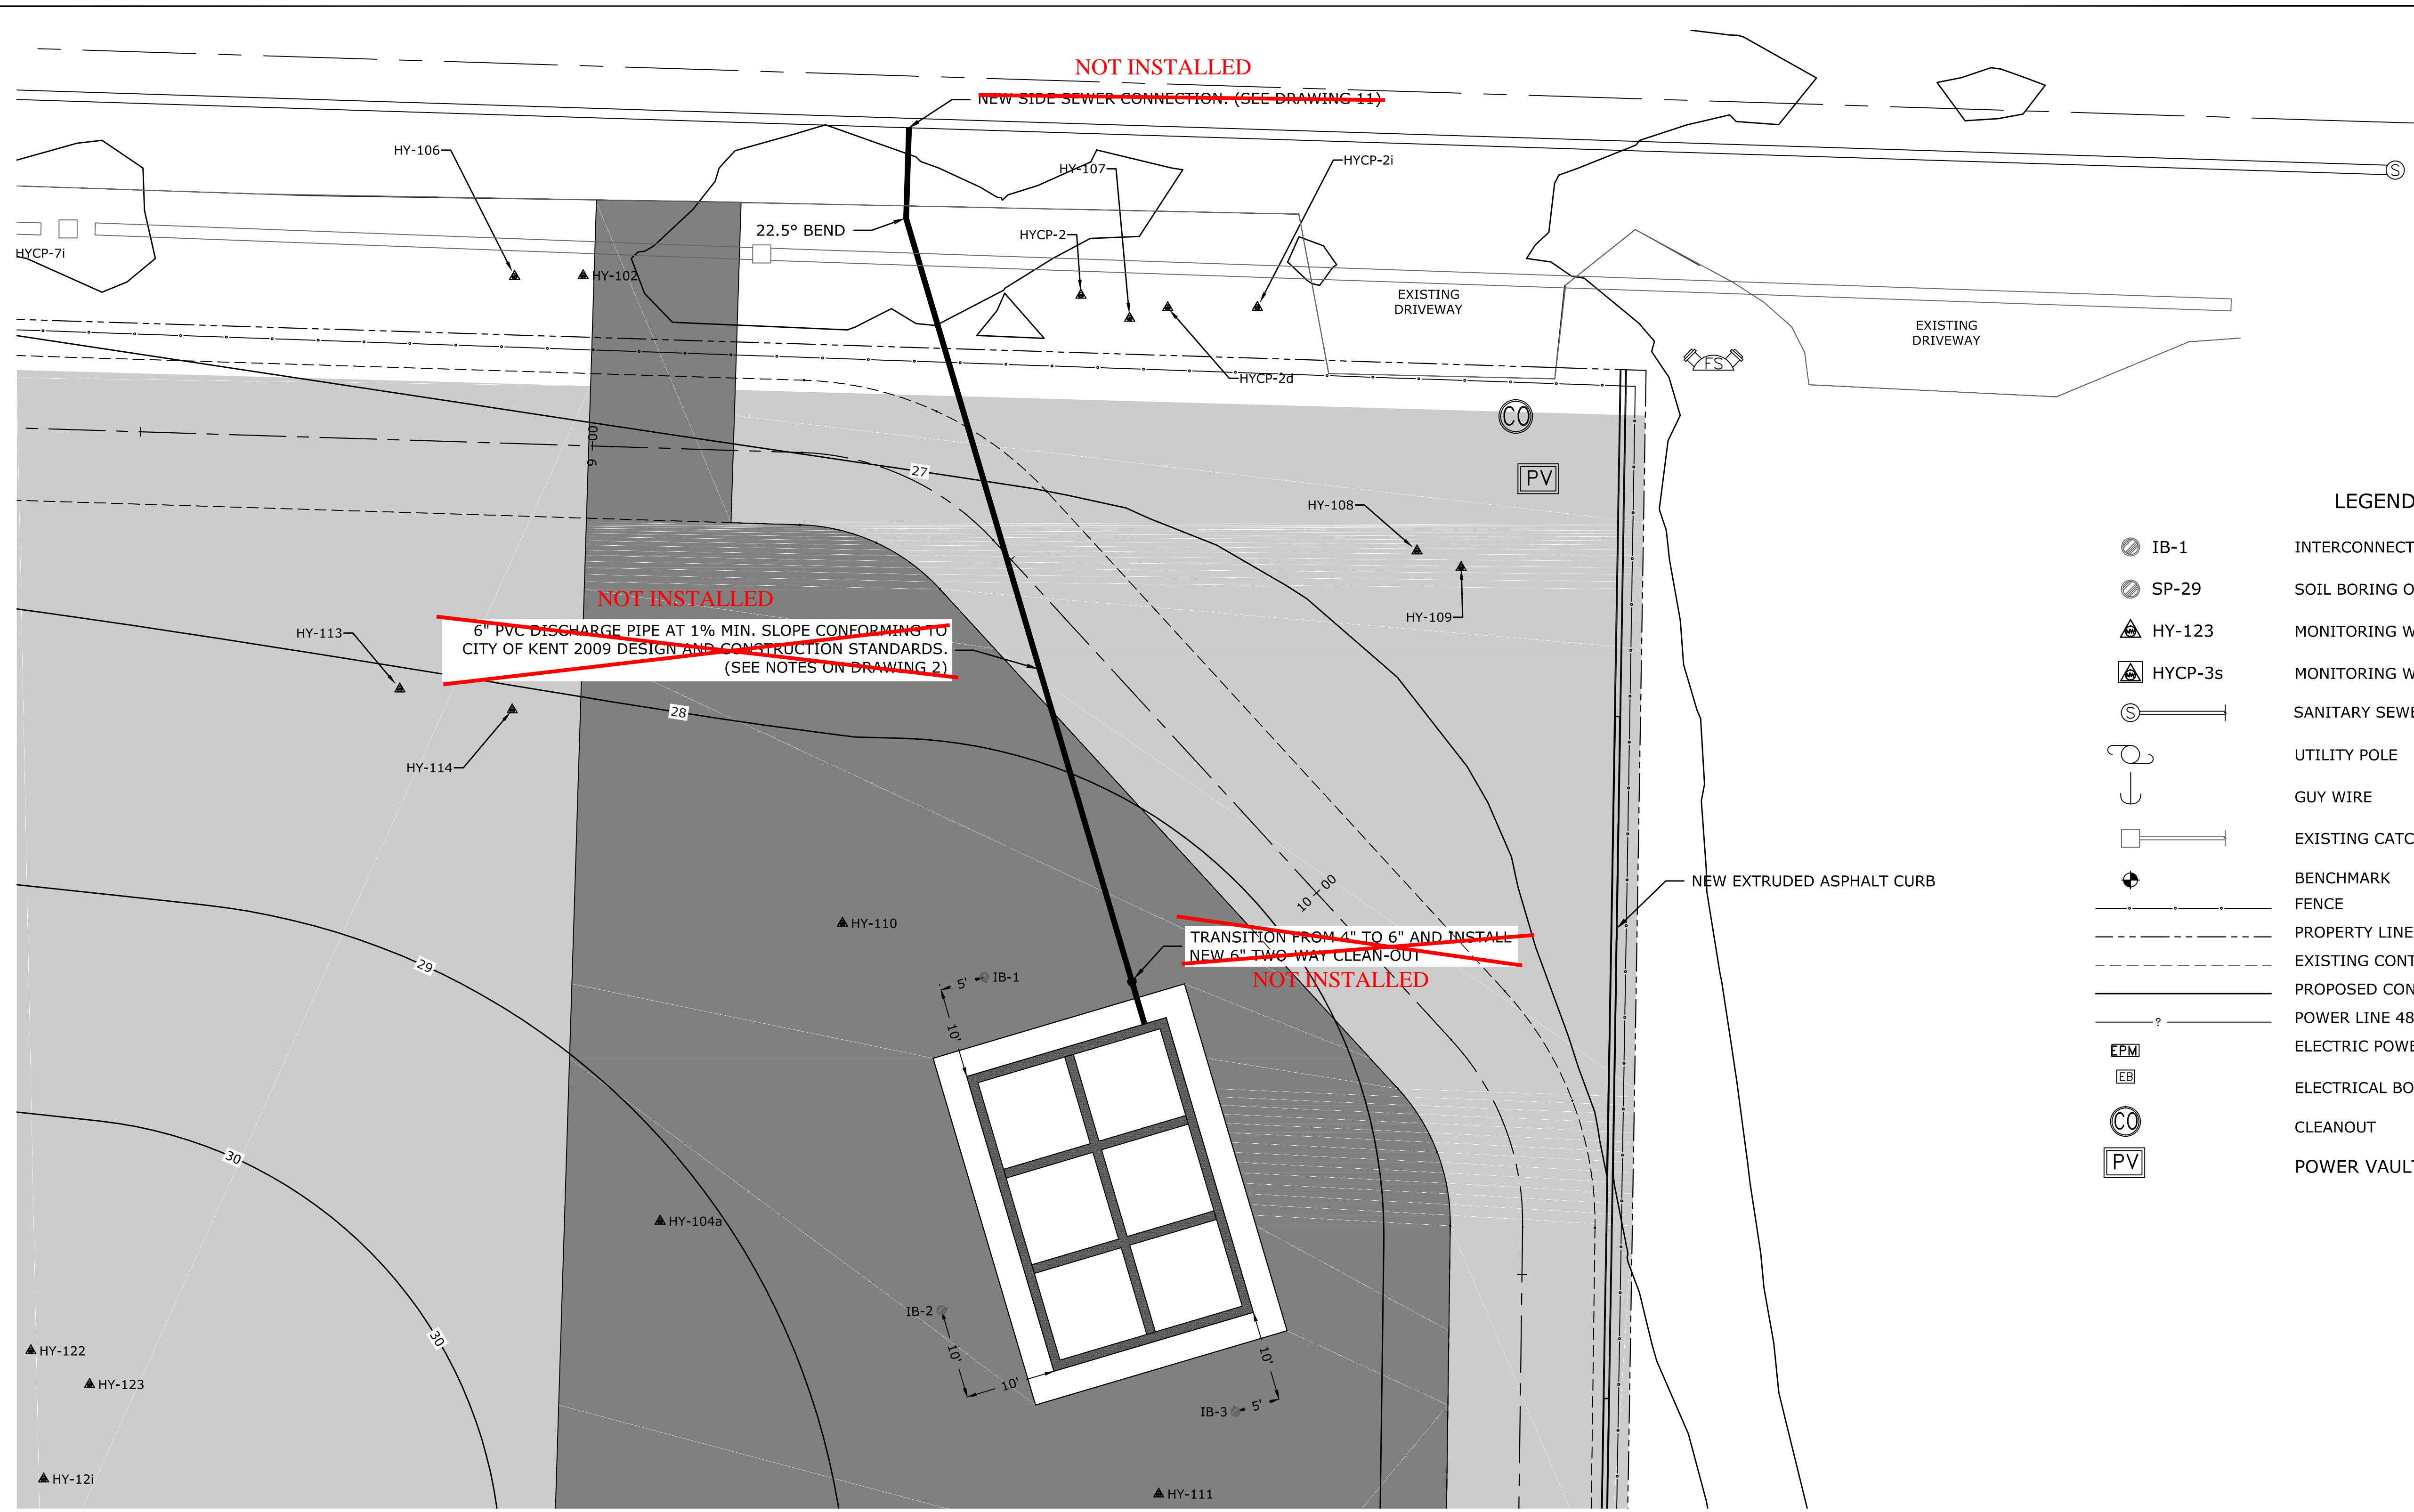 NOT INSTALLED
NEW SIDE SEWER CONNECTION. (SEE DRAWING 11)
HY-106
HY-107
HYCP-2i
S
22.5° BEND
HYCP-2
HYCP-7i
HY-102
EXISTING
DRIVEWAY
EXISTING
DRIVEWAY
FS
HYCP-2d
CO
9 00
27
PV
HY-108
HY-109
NOT INSTALLED
6" PVC DISCHARGE PIPE AT 1% MIN. SLOPE CONFORMING TO
CITY OF KENT 2009 DESIGN AND CONSTRUCTION STANDARDS.
(SEE NOTES ON DRAWING 2)
HY-113
HY-114
28
10 00
NEW EXTRUDED ASPHALT CURB
HY-110
TRANSITION FROM 4" TO 6" AND INSTALL
NEW 6" TWO-WAY CLEAN-OUT
NOT INSTALLED
29
IB-1
5'
10'
30
HY-104a
IB-2
10'
10'
10'
IB-3
5'
30
HY-122
HY-123
HY-12i
HY-111
LEGEND
IB-1 INTERCONNECT
SP-29 SOIL BORING O
HY-123 MONITORING W
HYCP-3s MONITORING W
S SANITARY SEWE
UTILITY POLE
GUY WIRE
EXISTING CATC
BENCHMARK
FENCE
PROPERTY LINE
EXISTING CONT
PROPOSED CON
? POWER LINE 48
EPM ELECTRIC POWE
EB ELECTRICAL BO
CO CLEANOUT
PV POWER VAULT